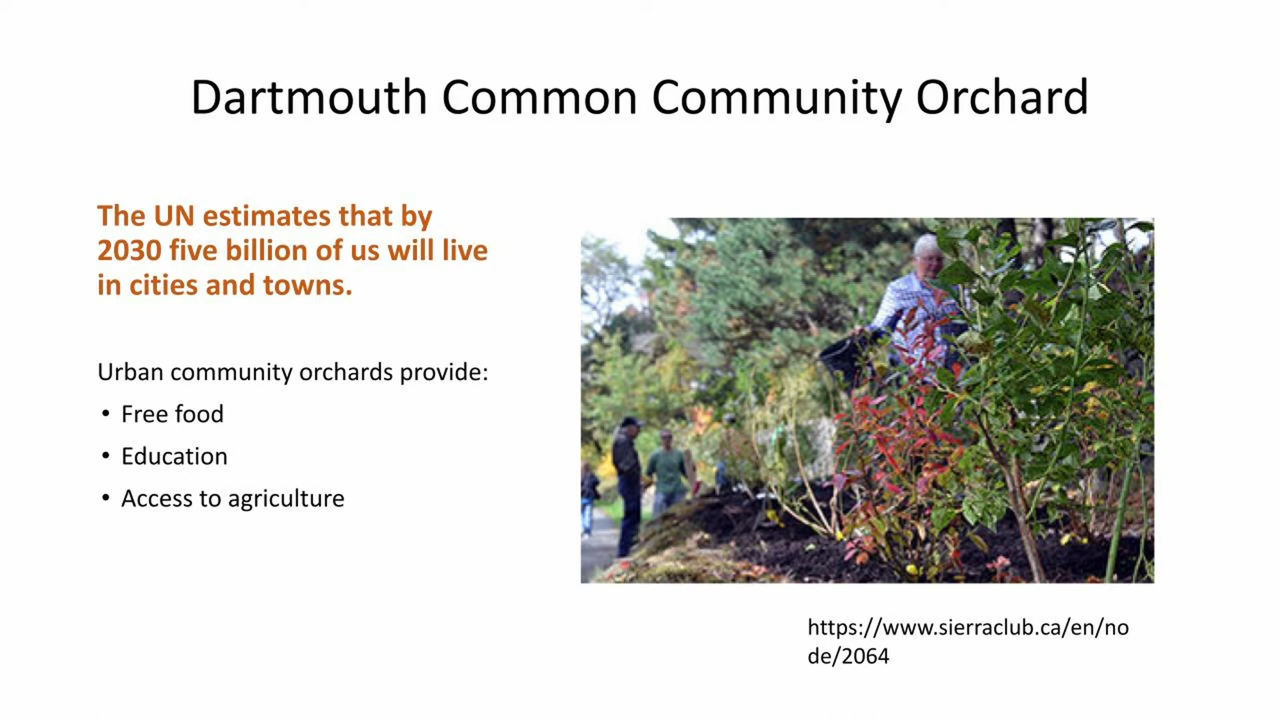 Dartmouth Common Community Orchard
The UN estimates that by
2030 five billion of us will live
in cities and towns.
Urban community orchards provide:
• Free food
• Education
• Access to agriculture
https://www.sierraclub.ca/en/no
de/2064